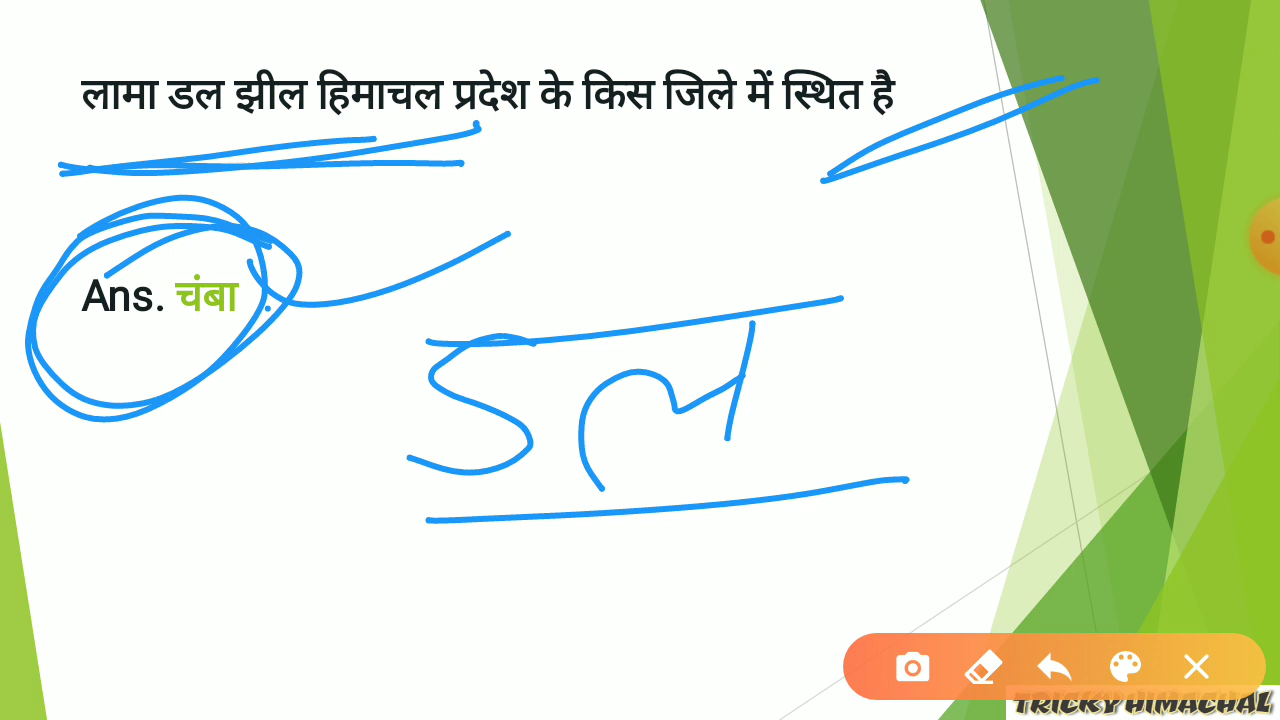 लामा डल झील हिमाचल प्रदेश के किस जिले में स्थित है
Ans. चंबा
डल
TRICKY HIMACHAL